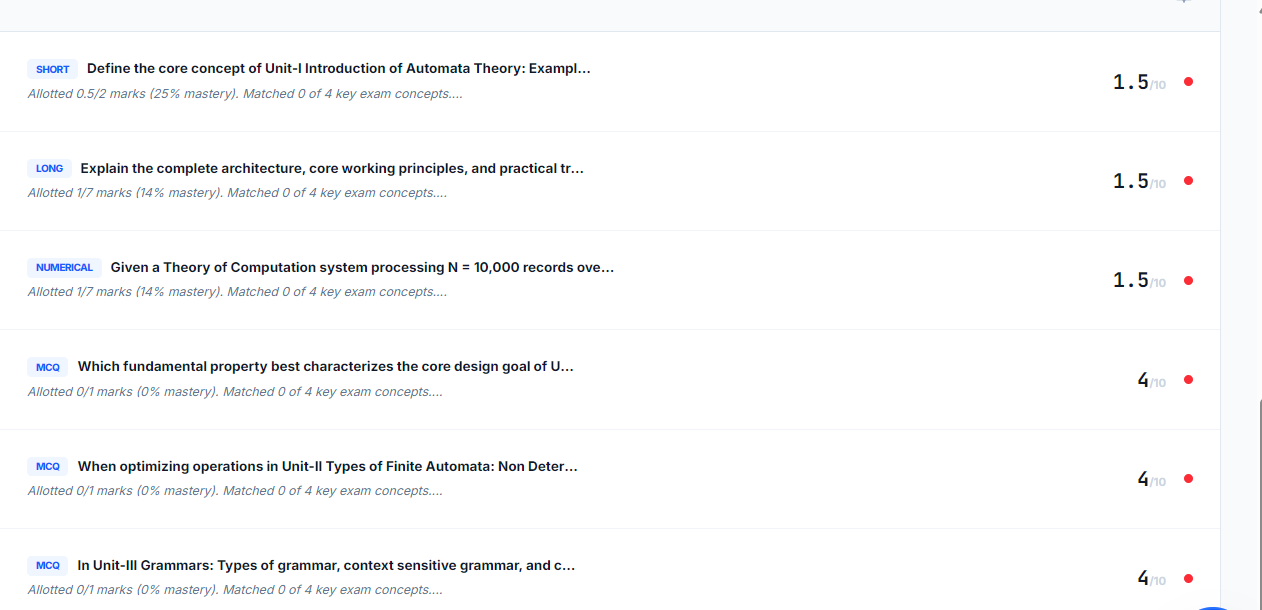 SHORT Define the core concept of Unit-I Introduction of Automata Theory: Exampl...
Allotted 0.5/2 marks (25% mastery). Matched 0 of 4 key exam concepts....
1.5/10
LONG Explain the complete architecture, core working principles, and practical tr...
Allotted 1/7 marks (14% mastery). Matched 0 of 4 key exam concepts....
1.5/10
NUMERICAL Given a Theory of Computation system processing N = 10,000 records ove...
Allotted 1/7 marks (14% mastery). Matched 0 of 4 key exam concepts....
1.5/10
MCQ Which fundamental property best characterizes the core design goal of U...
Allotted 0/1 marks (0% mastery). Matched 0 of 4 key exam concepts....
4/10
MCQ When optimizing operations in Unit-II Types of Finite Automata: Non Deter...
Allotted 0/1 marks (0% mastery). Matched 0 of 4 key exam concepts....
4/10
MCQ In Unit-III Grammars: Types of grammar, context sensitive grammar, and c...
Allotted 0/1 marks (0% mastery). Matched 0 of 4 key exam concepts....
4/10